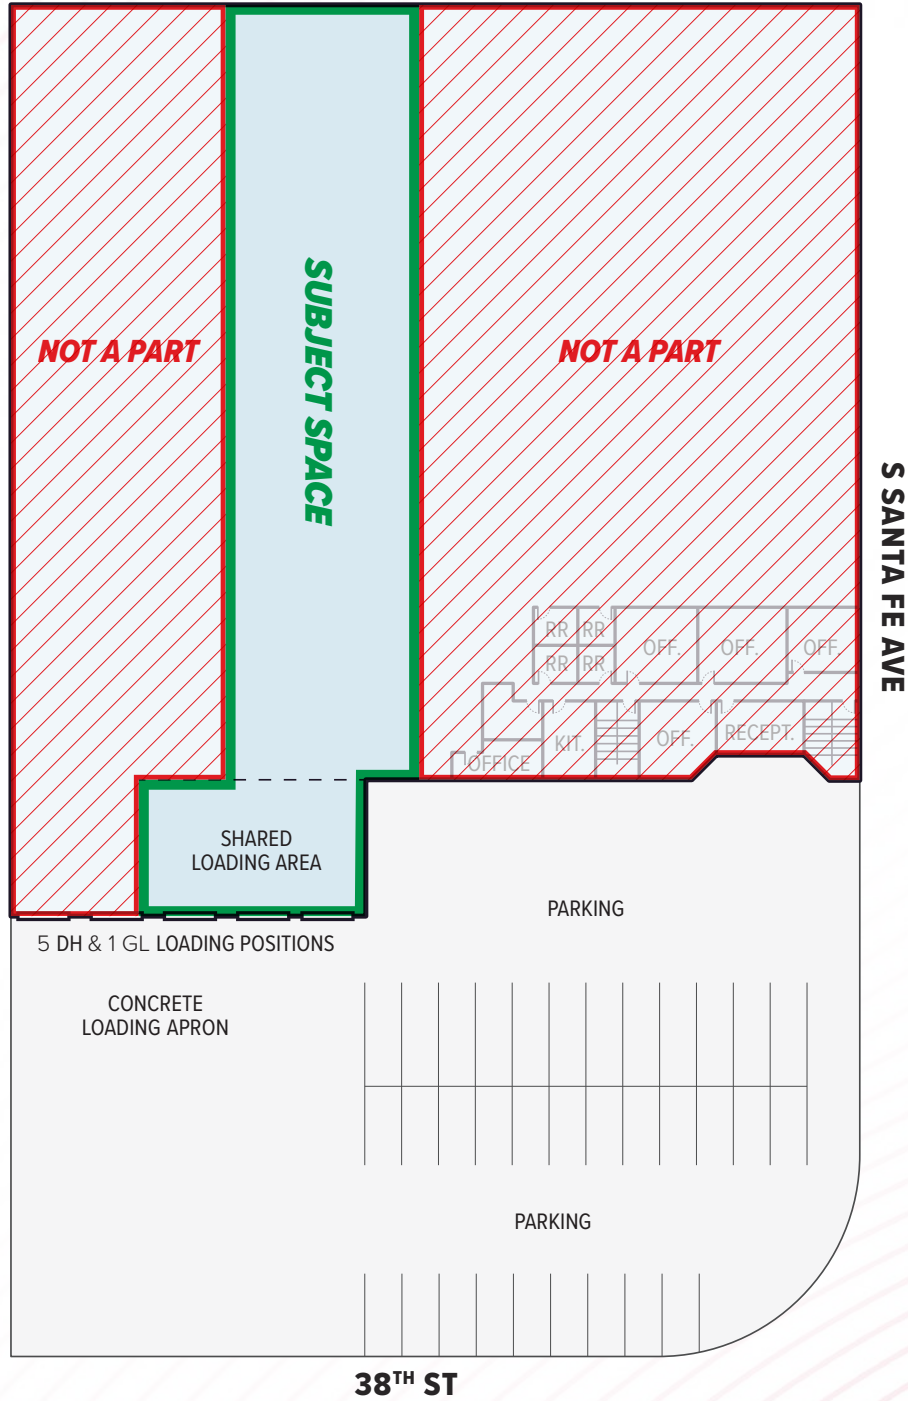 NOT A PART
SUBJECT SPACE
NOT A PART
S SANTA FE AVE
RR RR
RR RR
OFF.
OFF.
OFF.
OFFICE
KIT.
OFF.
RECEPT.
SHARED
LOADING AREA
PARKING
5 DH & 1 GL LOADING POSITIONS
CONCRETE
LOADING APRON
PARKING
38TH ST